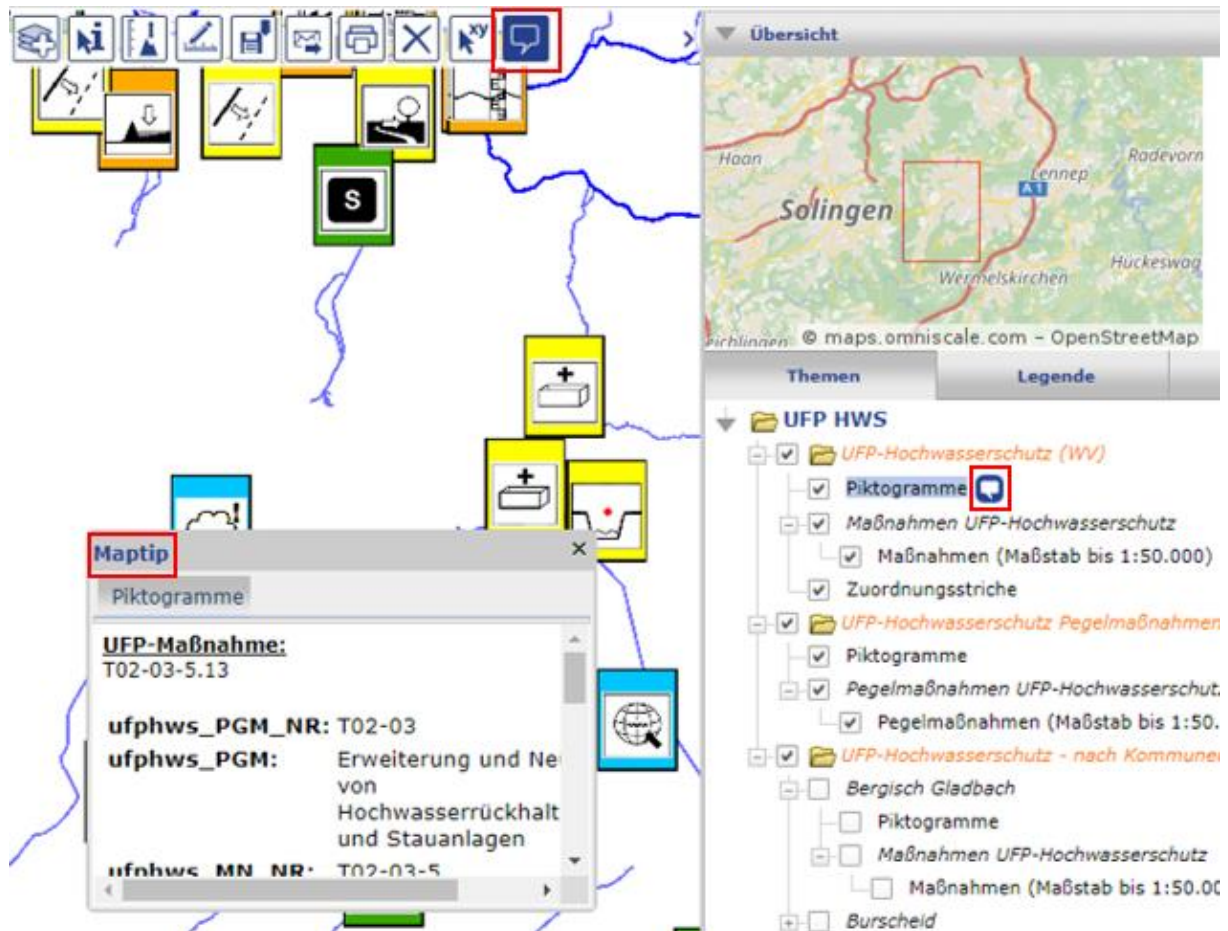 i
xy
S
Maptip
Piktogramme
UFP-Maßnahme:
T02-03-5.13
ufphws_PGM_NR: T02-03
ufphws_PGM: Erweiterung und Ne
von
Hochwasserrückhalt
und Stauanlagen
ufphws_MN_NR: T02-03-5
Übersicht
Haan
Radevorm
Lennep
A 1
Solingen
Hückeswag
Wermelskirchen
eichlingen © maps.omniscale.com - OpenStreetMap
Themen Legende
UFP HWS
UFP-Hochwasserschutz (WV)
Piktogramme
Maßnahmen UFP-Hochwasserschutz
Maßnahmen (Maßstab bis 1:50.000)
Zuordnungsstriche
UFP-Hochwasserschutz Pegelmaßnahmen
Piktogramme
Pegelmaßnahmen UFP-Hochwasserschut
Pegelmaßnahmen (Maßstab bis 1:50.
UFP-Hochwasserschutz - nach Kommune
Bergisch Gladbach
Piktogramme
Maßnahmen UFP-Hochwasserschutz
Maßnahmen (Maßstab bis 1:50.00
Burscheid